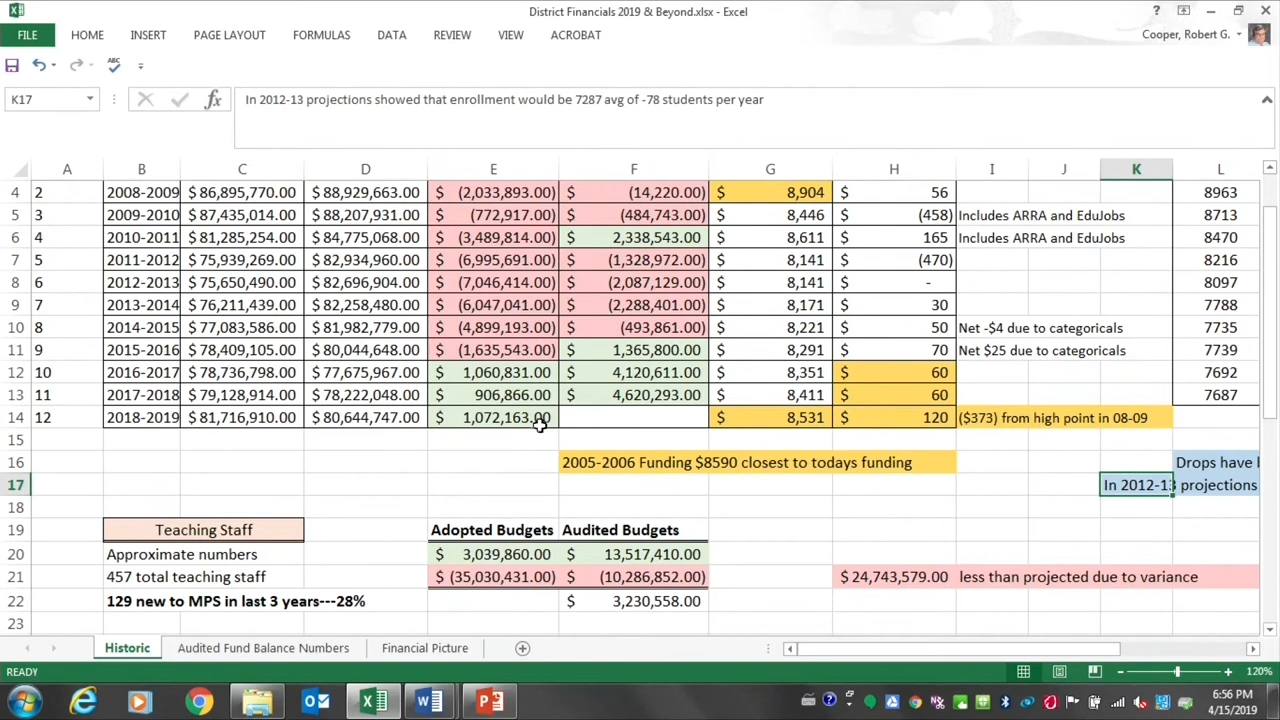 District Financials 2019 & Beyond.xlsx - Excel
FILE HOME INSERT PAGE LAYOUT FORMULAS DATA REVIEW VIEW ACROBAT Cooper, Robert G.
K17 fx In 2012-13 projections showed that enrollment would be 7287 avg of -78 students per year
A B C D E F G H I J K L
4 2 2008-2009 $ 86,895,770.00 $ 88,929,663.00 $ (2,033,893.00) $ (14,220.00) $ 8,904 $ 56 8963
5 3 2009-2010 $ 87,435,014.00 $ 88,207,931.00 $ (772,917.00) $ (484,743.00) $ 8,446 $ (458) Includes ARRA and EduJobs 8713
6 4 2010-2011 $ 81,285,254.00 $ 84,775,068.00 $ (3,489,814.00) $ 2,338,543.00 $ 8,611 $ 165 Includes ARRA and EduJobs 8470
7 5 2011-2012 $ 75,939,269.00 $ 82,934,960.00 $ (6,995,691.00) $ (1,328,972.00) $ 8,141 $ (470) 8216
8 6 2012-2013 $ 75,650,490.00 $ 82,696,904.00 $ (7,046,414.00) $ (2,087,129.00) $ 8,141 $ - 8097
9 7 2013-2014 $ 76,211,439.00 $ 82,258,480.00 $ (6,047,041.00) $ (2,288,401.00) $ 8,171 $ 30 7788
10 8 2014-2015 $ 77,083,586.00 $ 81,982,779.00 $ (4,899,193.00) $ (493,861.00) $ 8,221 $ 50 Net -$4 due to categoricals 7735
11 9 2015-2016 $ 78,409,105.00 $ 80,044,648.00 $ (1,635,543.00) $ 1,365,800.00 $ 8,291 $ 70 Net $25 due to categoricals 7739
12 10 2016-2017 $ 78,736,798.00 $ 77,675,967.00 $ 1,060,831.00 $ 4,120,611.00 $ 8,351 $ 60 7692
13 11 2017-2018 $ 79,128,914.00 $ 78,222,048.00 $ 906,866.00 $ 4,620,293.00 $ 8,411 $ 60 7687
14 12 2018-2019 $ 81,716,910.00 $ 80,644,747.00 $ 1,072,163.00 $ 8,531 $ 120 ($373) from high point in 08-09
15
16 2005-2006 Funding $8590 closest to todays funding Drops have
17 In 2012-13 projections
18
19 Teaching Staff Adopted Budgets Audited Budgets
20 Approximate numbers $ 3,039,860.00 $ 13,517,410.00
21 457 total teaching staff $ (35,030,431.00) $ (10,286,852.00) $ 24,743,579.00 less than projected due to variance
22 129 new to MPS in last 3 years---28% $ 3,230,558.00
23
Historic Audited Fund Balance Numbers Financial Picture
READY 120%
6:56 PM
4/15/2019